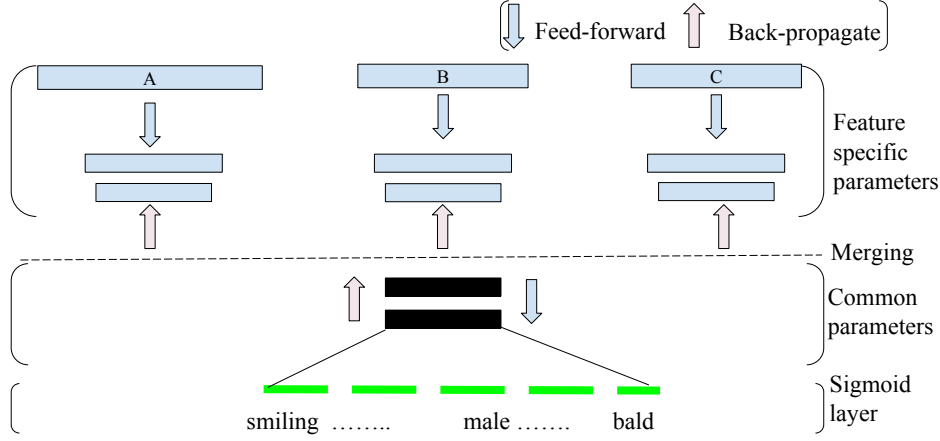 Feed-forward
Back-propagate
A
B
C
Feature
specific
parameters
Merging
Common
parameters
Sigmoid
layer
smiling ........ male ....... bald